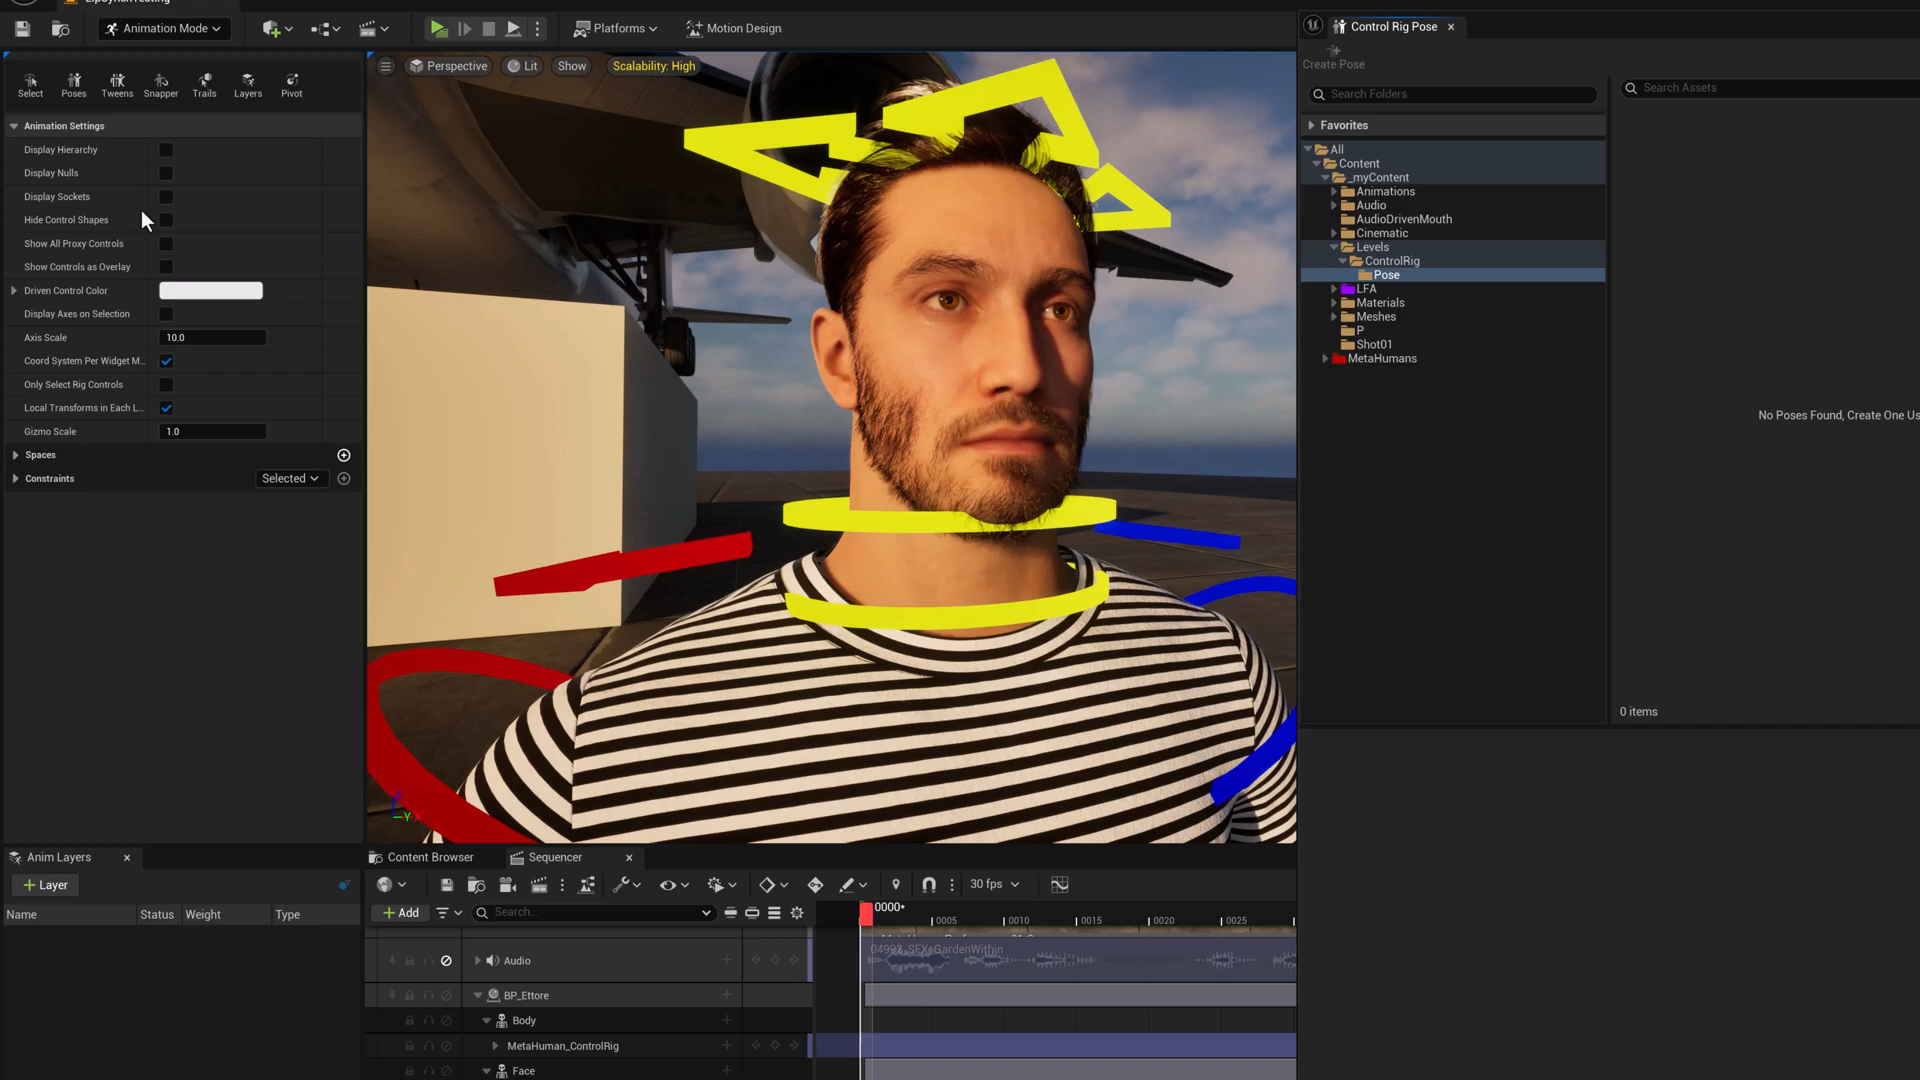 Animation Mode
Platforms
Motion Design
Control Rig Pose
Create Pose
Search Folders
Search Assets
Select
Poses
Tweens
Snapper
Trails
Layers
Pivot
Perspective
Lit
Show
Scalability: High
Animation Settings
Display Hierarchy
Display Nulls
Display Sockets
Hide Control Shapes
Show All Proxy Controls
Show Controls as Overlay
Driven Control Color
Display Axes on Selection
Axis Scale
10.0
Coord System Per Widget M...
Only Select Rig Controls
Local Transforms in Each L...
Gizmo Scale
1.0
Spaces
Constraints
Selected
Favorites
All
Content
_myContent
Animations
Audio
AudioDrivenMouth
Cinematic
Levels
ControlRig
Pose
LFA
Materials
Meshes
P
Shot01
MetaHumans
No Poses Found, Create One Us
0 items
Anim Layers
Layer
Name
Status
Weight
Type
Content Browser
Sequencer
30 fps
Add
Search...
0000*
0005
0010
0015
0020
0025
Audio
BP_Ettore
Body
MetaHuman_ControlRig
Face